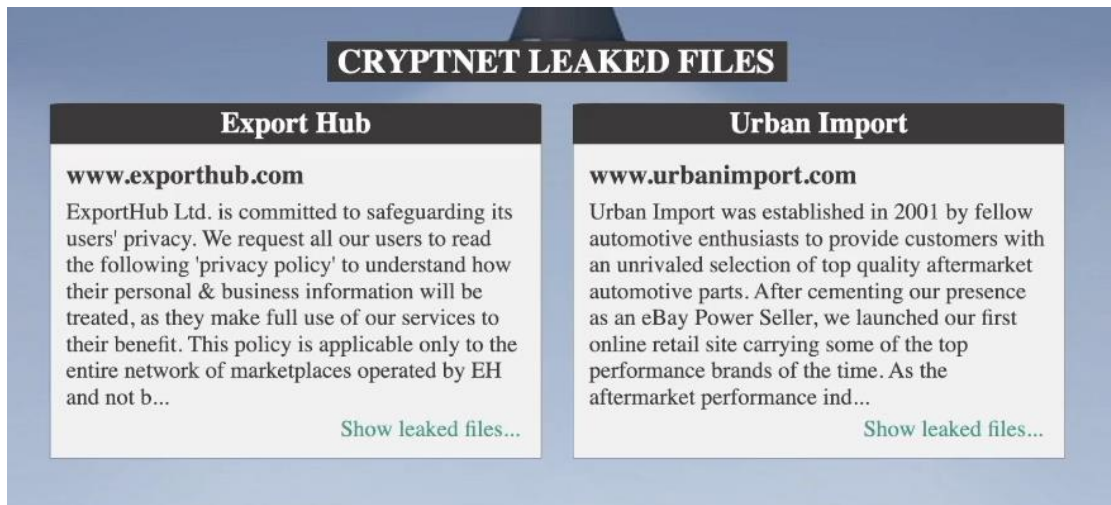 CRYPTNET LEAKED FILES
Export Hub
www.exporthub.com
ExportHub Ltd. is committed to safeguarding its
users' privacy. We request all our users to read
the following 'privacy policy' to understand how
their personal & business information will be
treated, as they make full use of our services to
their benefit. This policy is applicable only to the
entire network of marketplaces operated by EH
and not b...
Show leaked files...
Urban Import
www.urbanimport.com
Urban Import was established in 2001 by fellow
automotive enthusiasts to provide customers with
an unrivaled selection of top quality aftermarket
automotive parts. After cementing our presence
as an eBay Power Seller, we launched our first
online retail site carrying some of the top
performance brands of the time. As the
aftermarket performance ind...
Show leaked files...